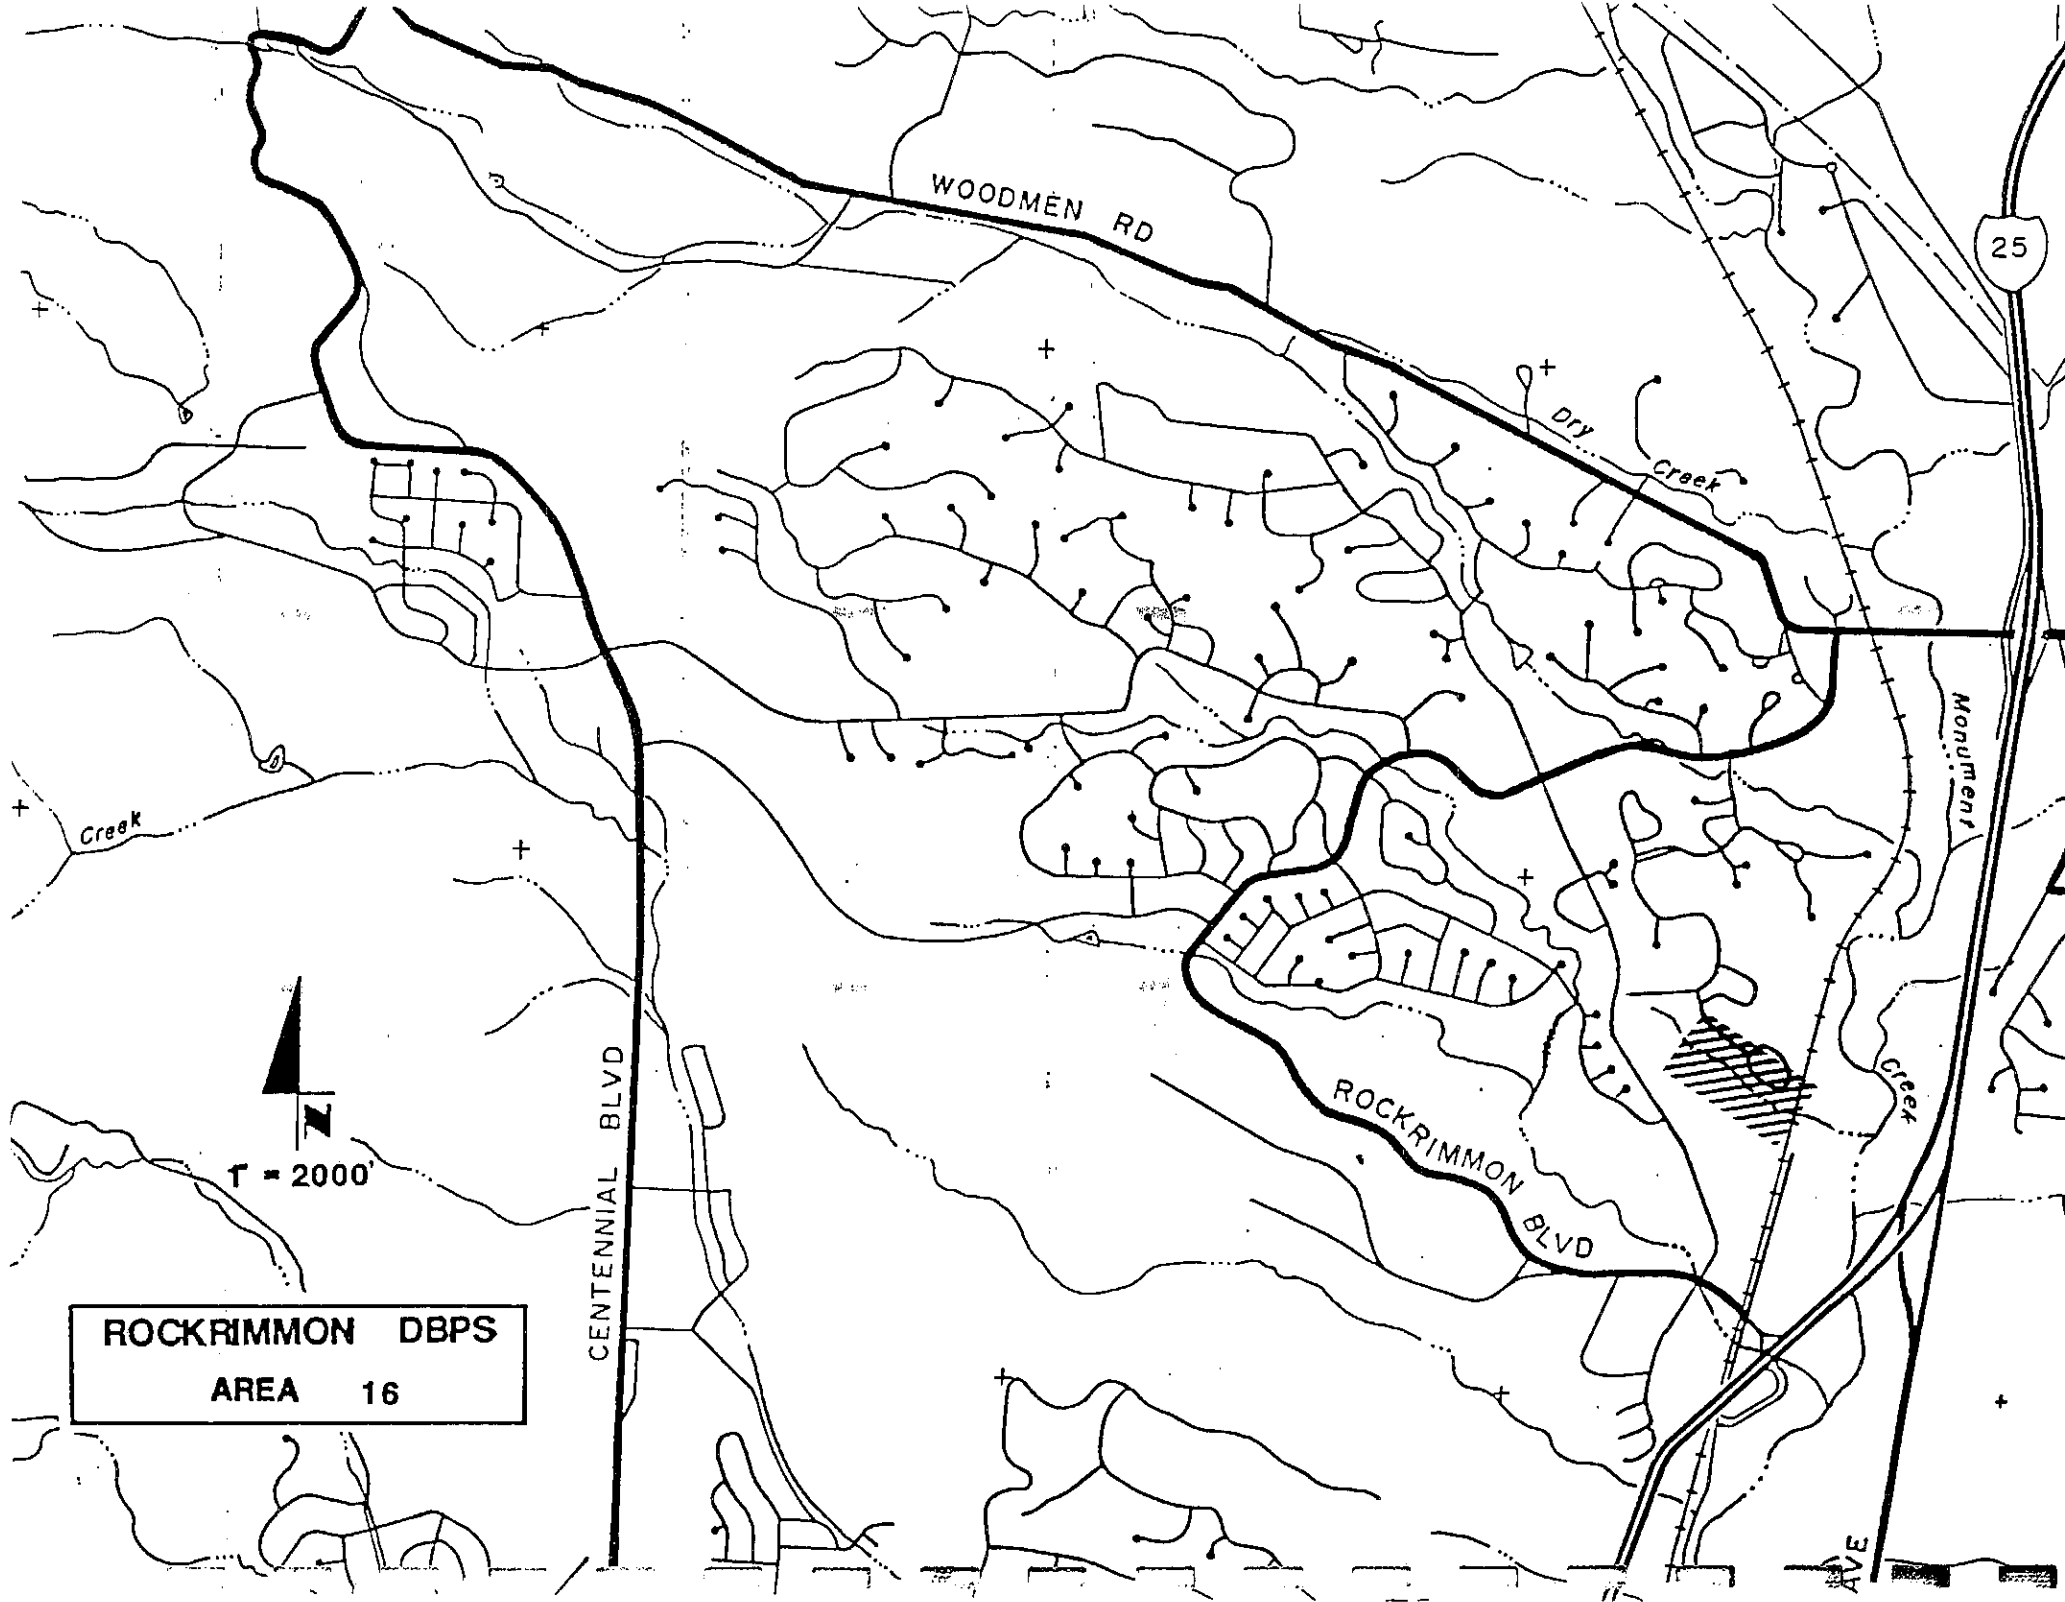 WOODMEN RD
25
Dry Creek
Monument
Creek
Creek
CENTENNIAL BLVD
ROCKRIMMON BLVD
1" = 2000'
ROCKRIMMON DBPS
AREA 16
AVE